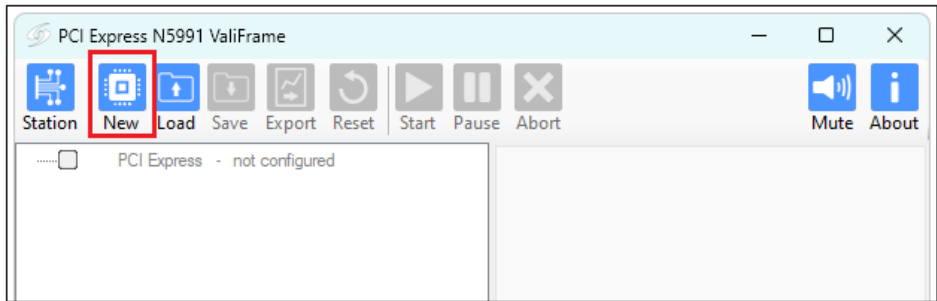 PCI Express N5991 ValiFrame
Station New Load Save Export Reset Start Pause Abort Mute About
PCI Express - not configured